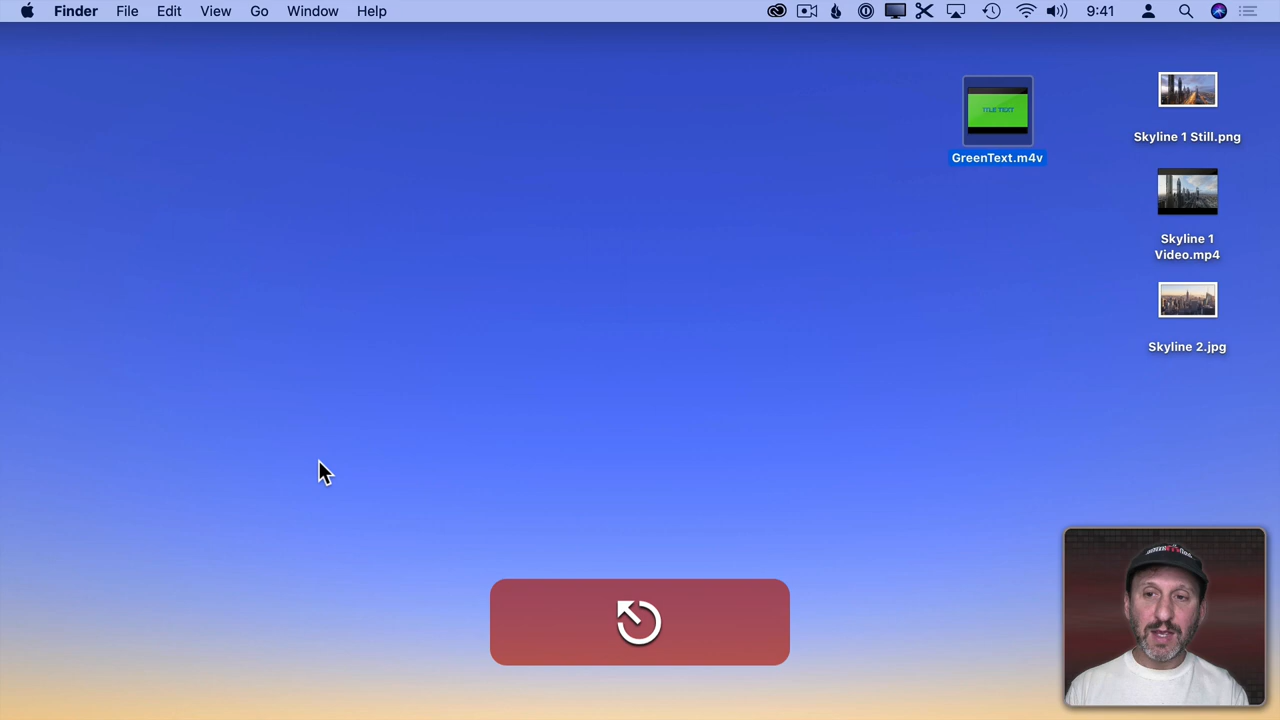 Finder File Edit View Go Window Help 9:41
TITLE TEXT
GreenText.m4v
Skyline 1 Still.png
Skyline 1
Video.mp4
Skyline 2.jpg